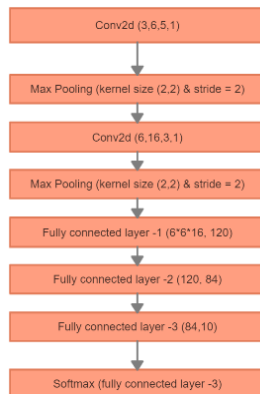 Conv2d (3,6,5,1)
Max Pooling (kernel size (2,2) & stride = 2)
Conv2d (6,16,3,1)
Max Pooling (kernel size (2,2) & stride = 2)
Fully connected layer -1 (6*6*16, 120)
Fully connected layer -2 (120, 84)
Fully connected layer -3 (84,10)
Softmax (fully connected layer -3)